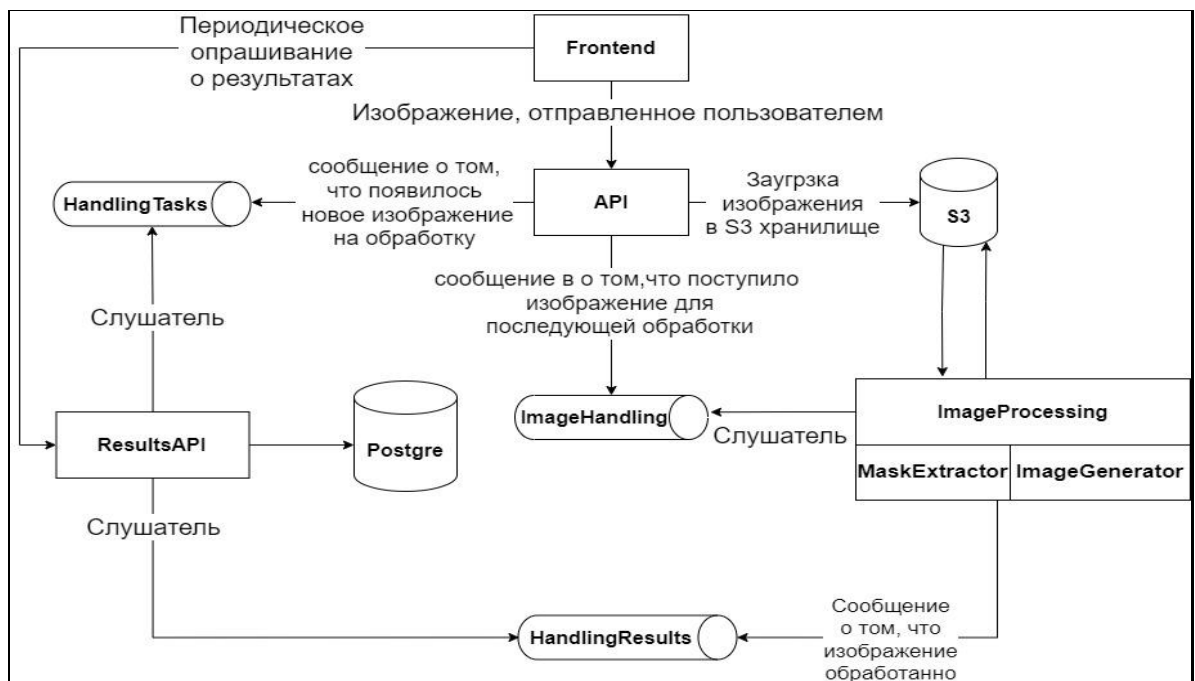 Периодическое
опрашивание
о результатах
Frontend
Изображение, отправленное пользователем
сообщение о том,
что появилось
новое изображение
на обработку
HandlingTasks
API
Заугрзка
изображения
в S3 хранилище
S3
сообщение в о том,что поступило
изображение для
последующей обработки
Слушатель
ImageHandling
Слушатель
ImageProcessing
MaskExtractor
ImageGenerator
ResultsAPI
Postgre
Слушатель
HandlingResults
Сообщение
о том, что
изображение
обработанно